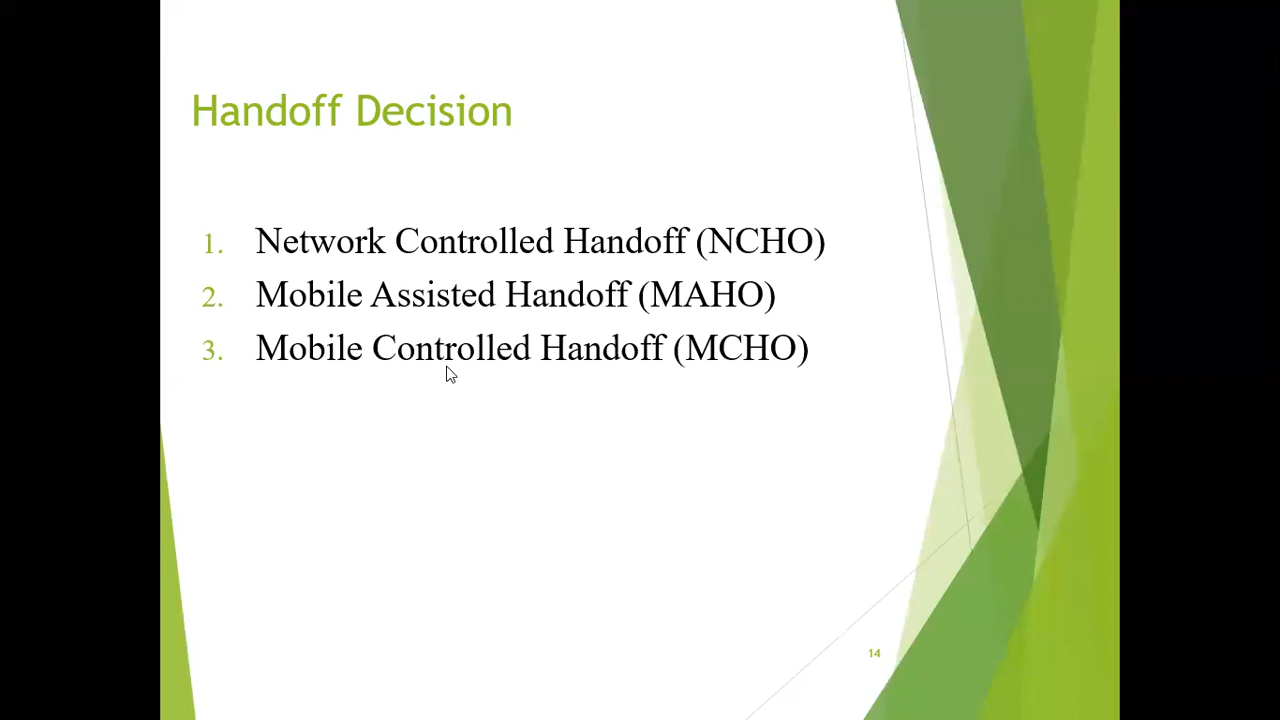 Handoff Decision
1. Network Controlled Handoff (NCHO)
2. Mobile Assisted Handoff (MAHO)
3. Mobile Controlled Handoff (MCHO)
14